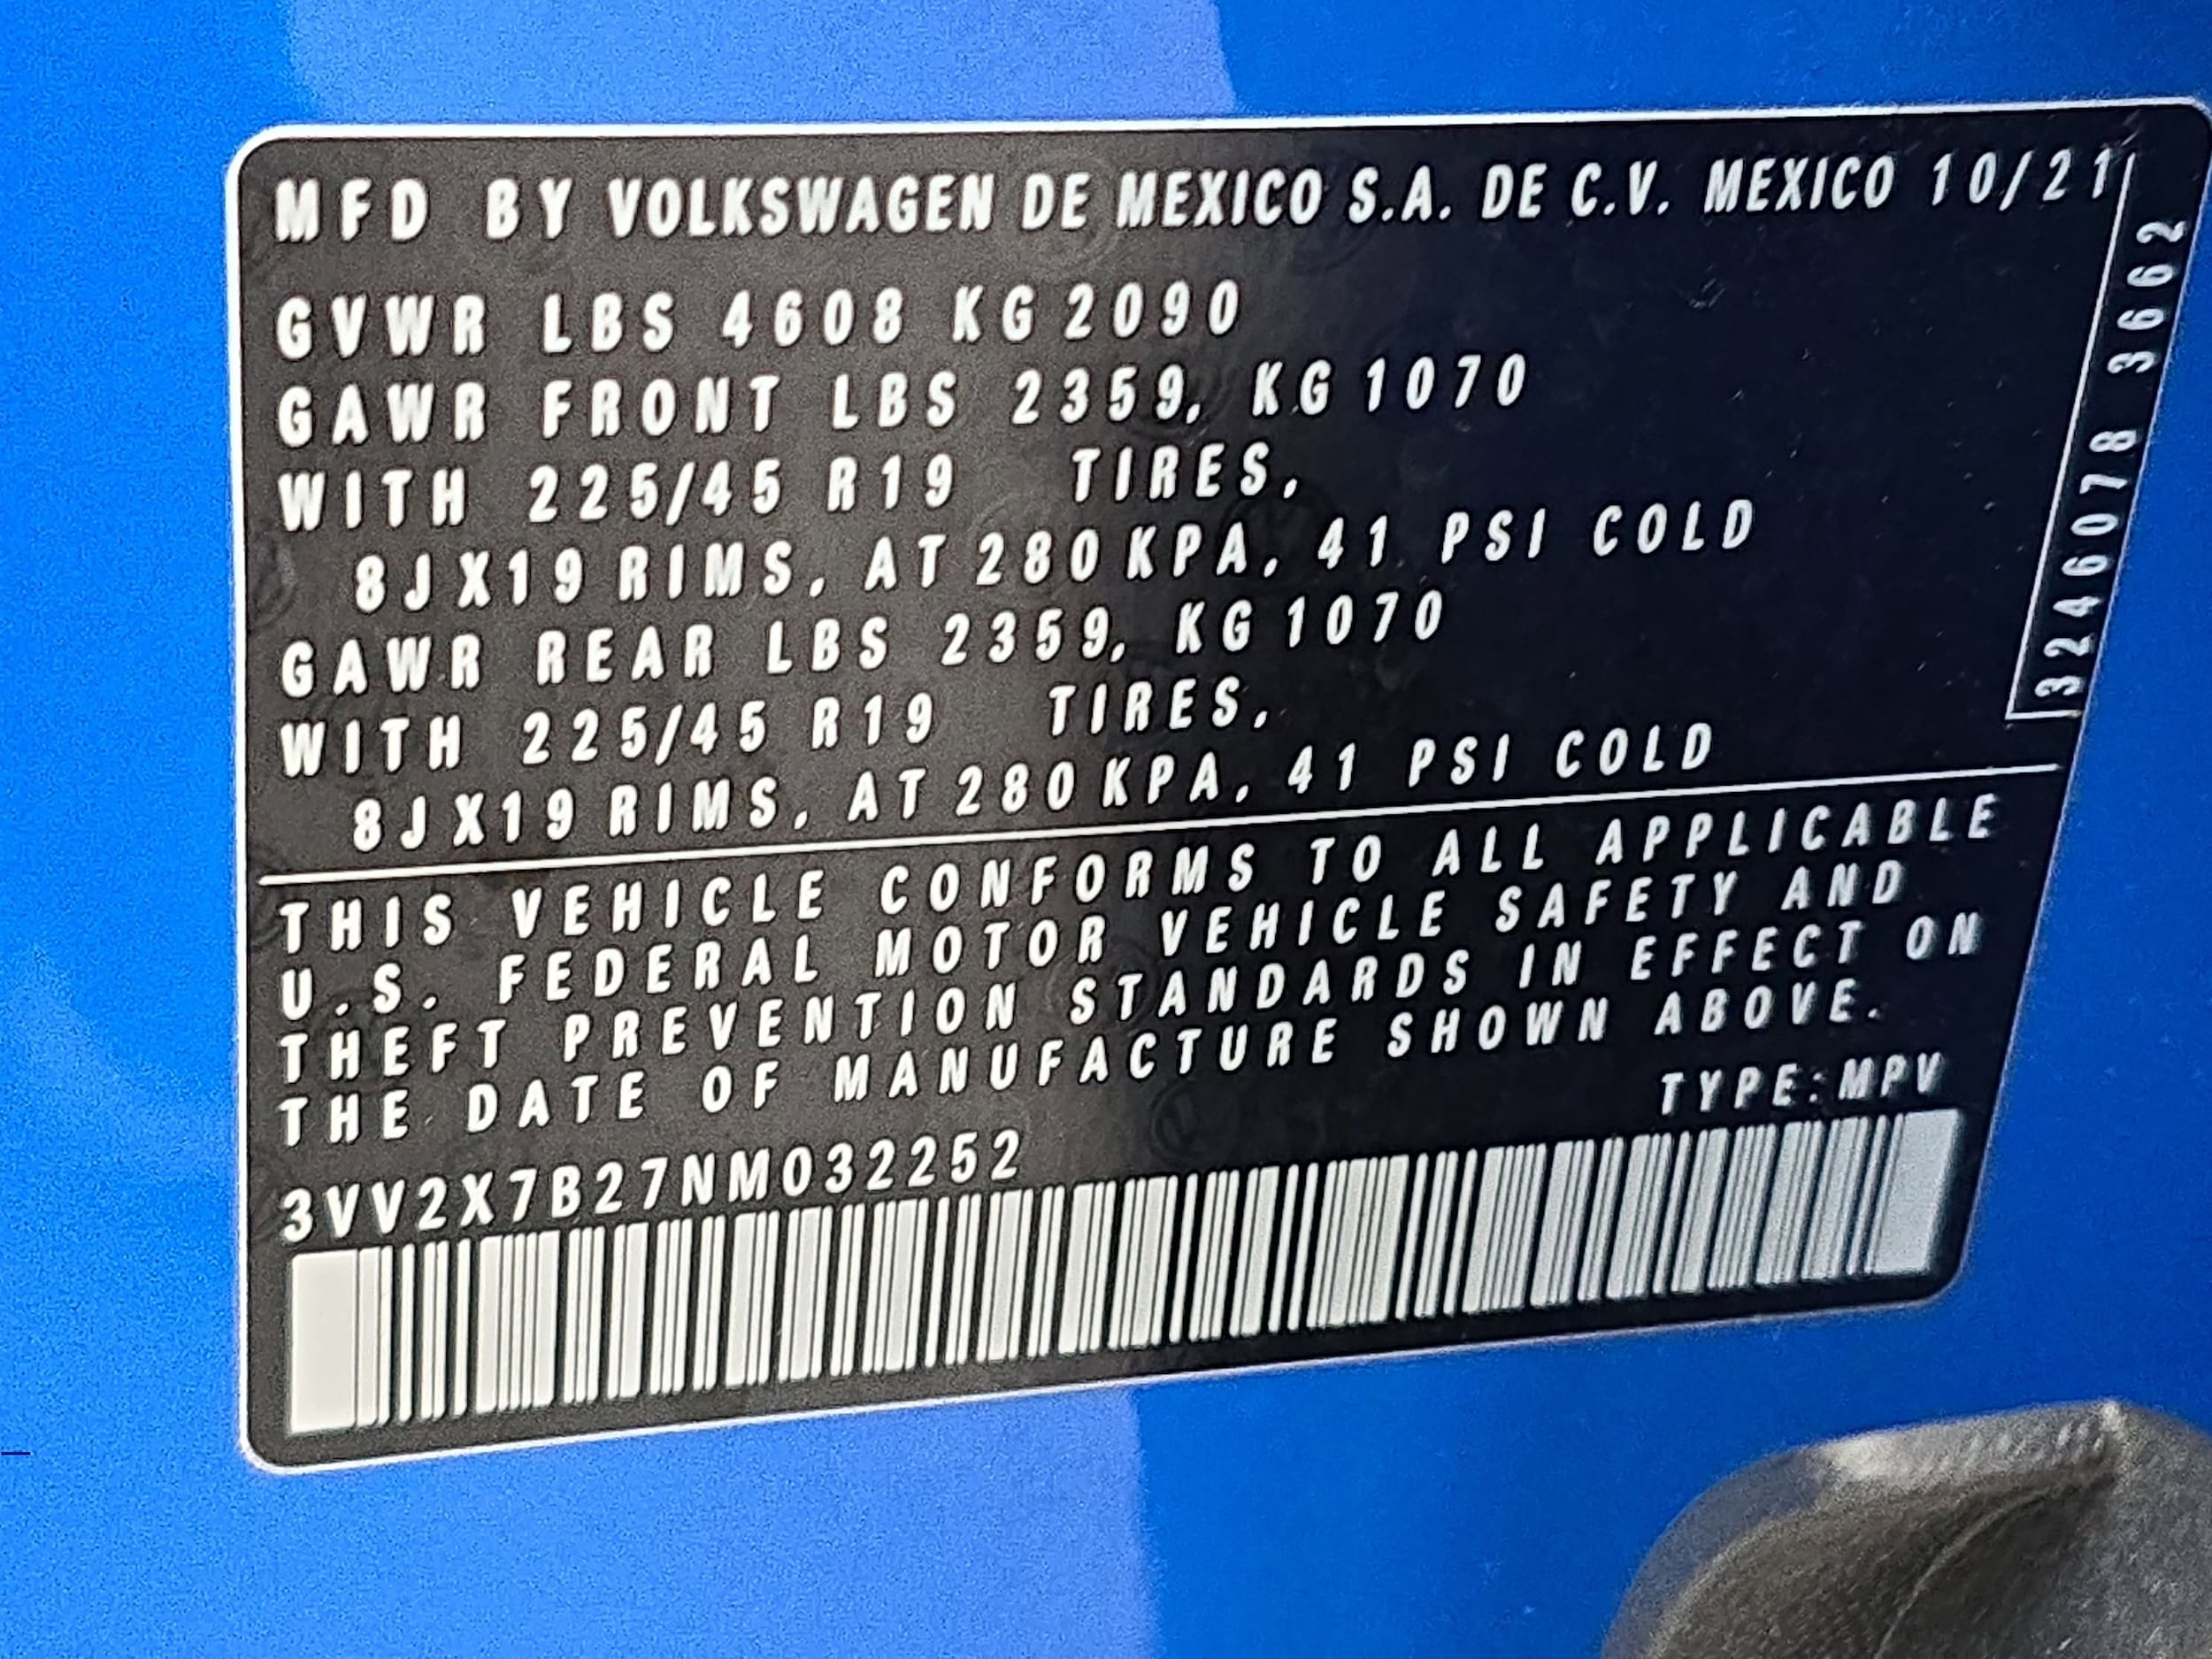 MFD BY VOLKSWAGEN DE MEXICO S.A. DE C.V. MEXICO 10/21
GVWR LBS 4608 KG 2090
GAWR FRONT LBS 2359, KG 1070
WITH 225/45 R19 TIRES,
8JX19 RIMS, AT 280 KPA, 41 PSI COLD
GAWR REAR LBS 2359, KG 1070
WITH 225/45 R19 TIRES,
8JX19 RIMS, AT 280 KPA, 41 PSI COLD
3246078 3662
THIS VEHICLE CONFORMS TO ALL APPLICABLE
U.S. FEDERAL MOTOR VEHICLE SAFETY AND
THEFT PREVENTION STANDARDS IN EFFECT ON
THE DATE OF MANUFACTURE SHOWN ABOVE.
TYPE:MPV
3VV2X7B27NM032252